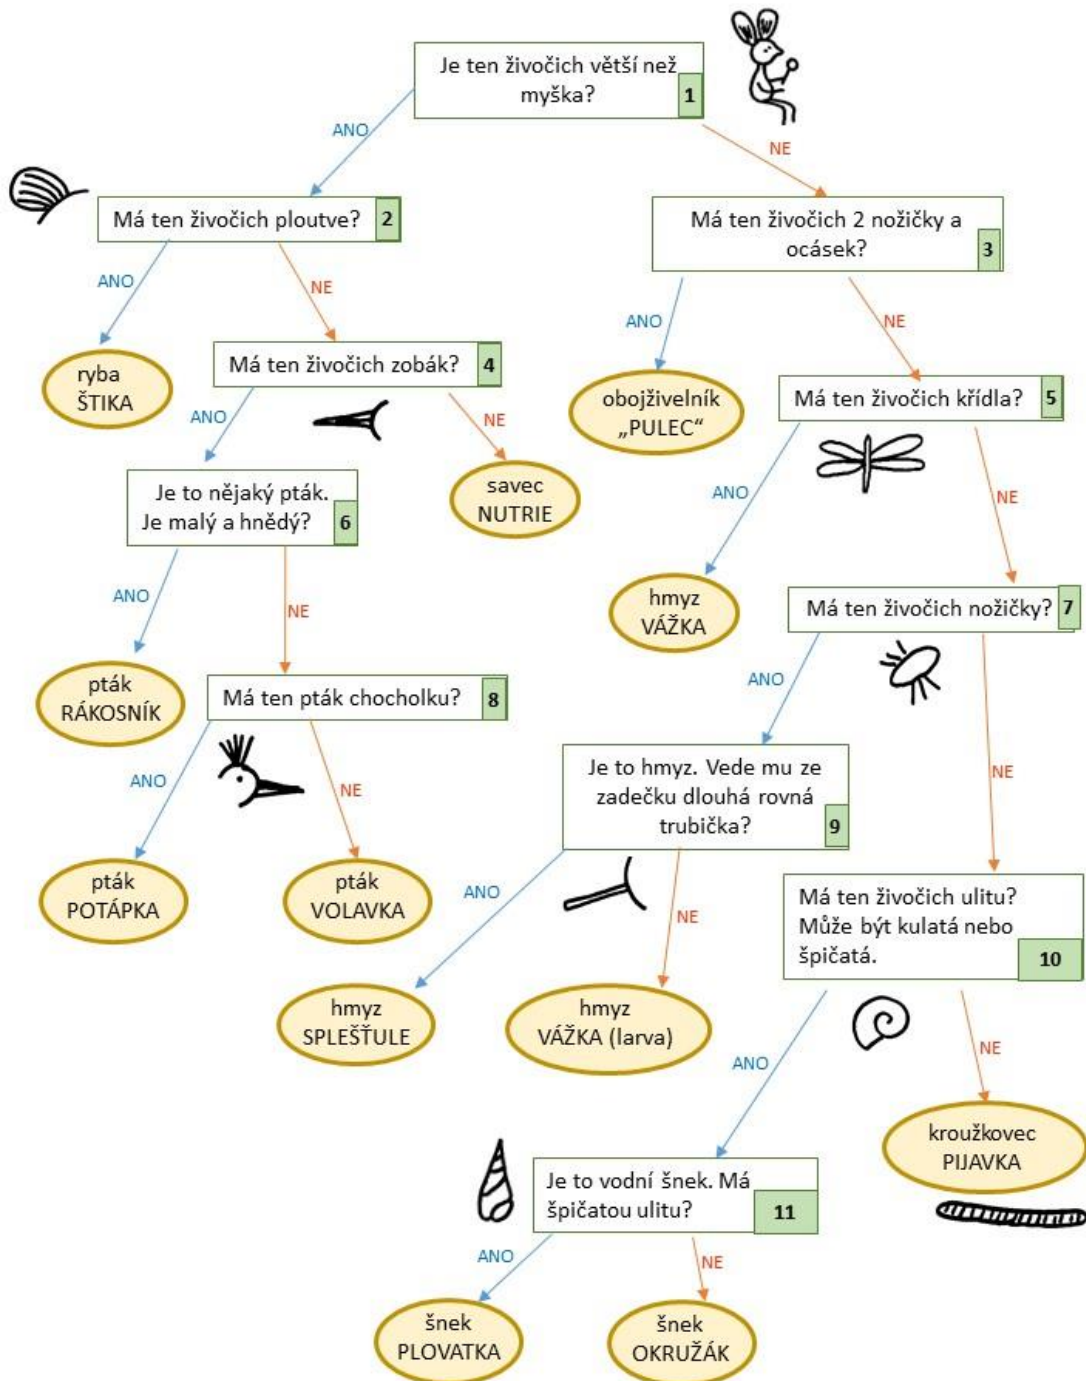 Je ten živočich větší než
myška?
1
ANO
NE
Má ten živočich ploutve?
2
Má ten živočich 2 nožičky a
ocásek?
3
ANO
NE
ANO
NE
ryba
ŠTIKA
Má ten živočich zobák?
4
obojživelník
„PULEC“
Má ten živočich křídla?
5
ANO
NE
ANO
NE
Je to nějaký pták.
Je malý a hnědý?
6
savec
NUTRIE
hmyz
VÁŽKA
Má ten živočich nožičky?
7
ANO
NE
ANO
NE
pták
RÁKOSNÍK
Má ten pták chocholku?
8
Je to hmyz. Vede mu ze
zadečku dlouhá rovná
trubička?
9
ANO
NE
ANO
NE
pták
POTÁPKA
pták
VOLAVKA
Má ten živočich ulitu?
Může být kulatá nebo
špičatá.
10
hmyz
SPLEŠŤULE
hmyz
VÁŽKA (larva)
ANO
NE
kroužkovec
PIJAVKA
Je to vodní šnek. Má
špičatou ulitu?
11
ANO
NE
šnek
PLOVATKA
šnek
OKRUŽÁK